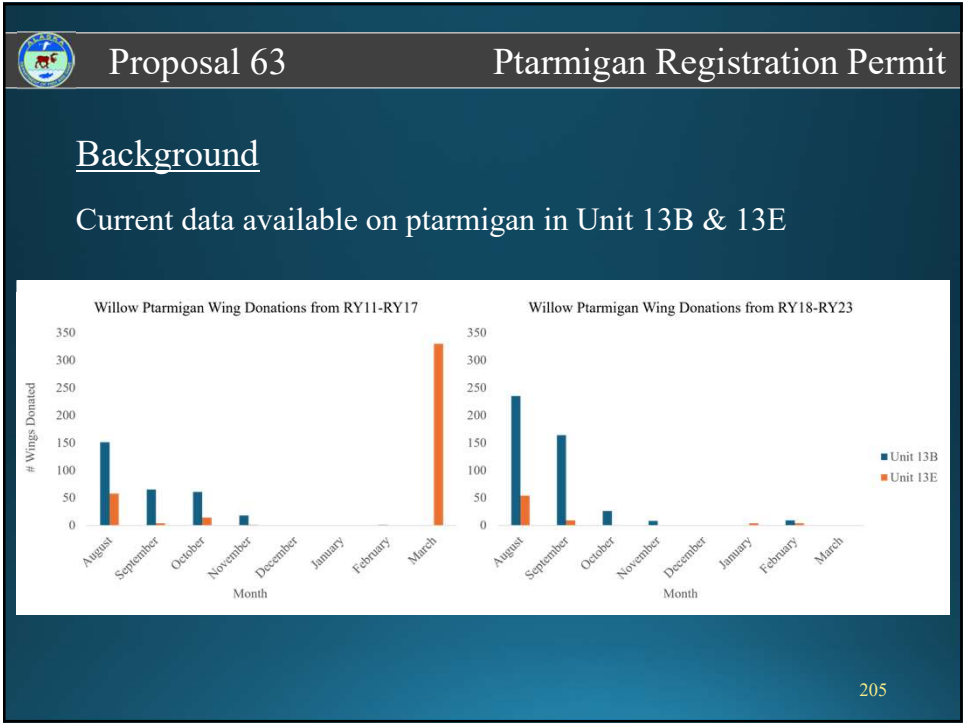 ALASKA
Proposal 63
Ptarmigan Registration Permit
Background
Current data available on ptarmigan in Unit 13B & 13E
Willow Ptarmigan Wing Donations from RY11-RY17
# Wings Donated
350
300
250
200
150
100
50
0
August
September
October
November
December
January
February
March
Month
Willow Ptarmigan Wing Donations from RY18-RY23
350
300
250
200
150
100
50
0
August
September
October
November
December
January
February
March
Month
Unit 13B
Unit 13E
205